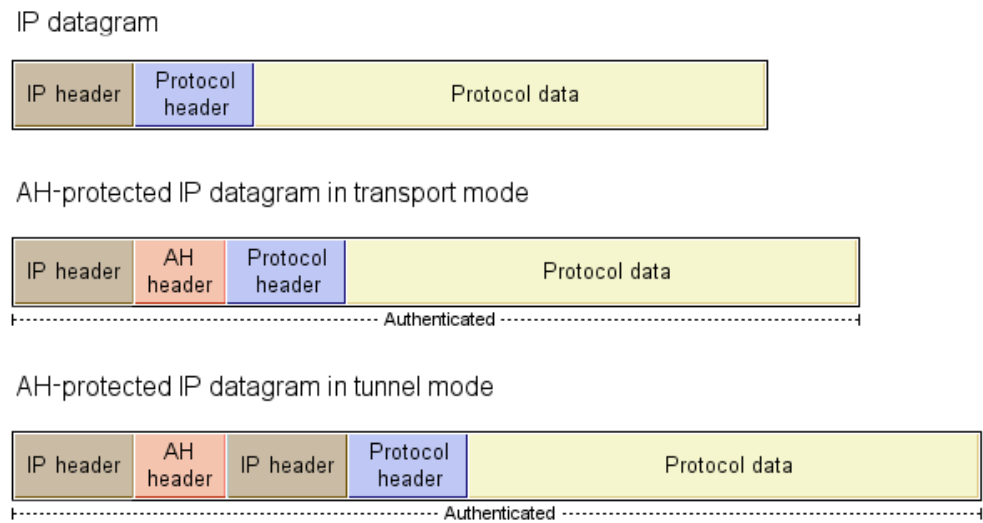 IP datagram
IP header
Protocol
header
Protocol data
AH-protected IP datagram in transport mode
IP header
AH
header
Protocol
header
Protocol data
Authenticated
AH-protected IP datagram in tunnel mode
IP header
AH
header
IP header
Protocol
header
Protocol data
Authenticated